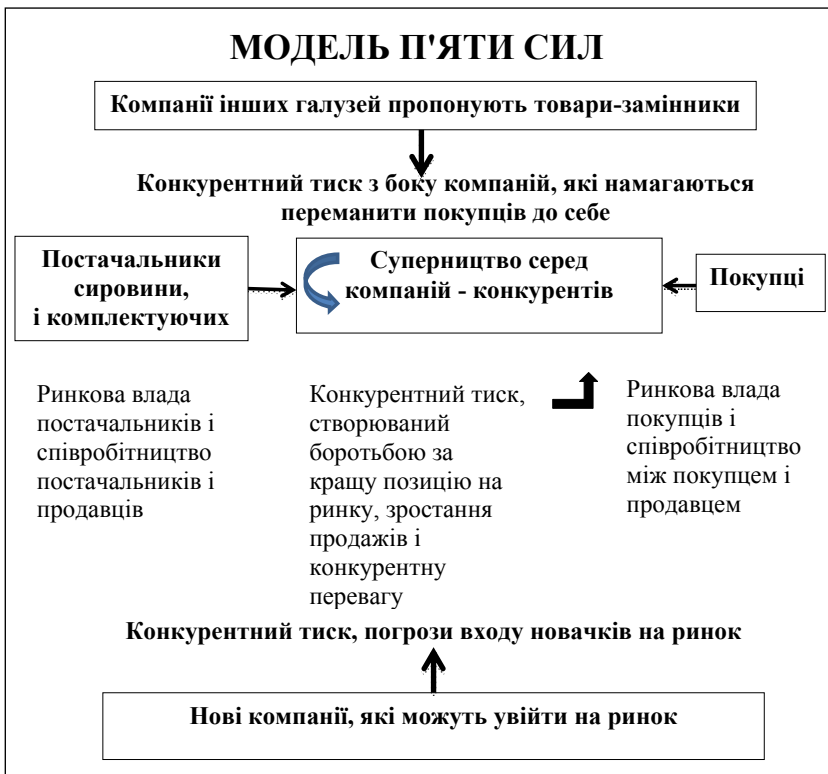 МОДЕЛЬ П'ЯТИ СИЛ
Компанії інших галузей пропонують товари-замінники
Конкурентний тиск з боку компаній, які намагаються
переманити покупців до себе
Постачальники
сировини,
і комплектуючих
Суперництво серед
компаній - конкурентів
Покупці
Ринкова влада
постачальників і
співробітництво
постачальників і
продавців
Конкурентний тиск,
створюваний
боротьбою за
кращу позицію на
ринку, зростання
продажів і
конкурентну
перевагу
Ринкова влада
покупців і
співробітництво
між покупцем і
продавцем
Конкурентний тиск, погрози входу новачків на ринок
Нові компанії, які можуть увійти на ринок